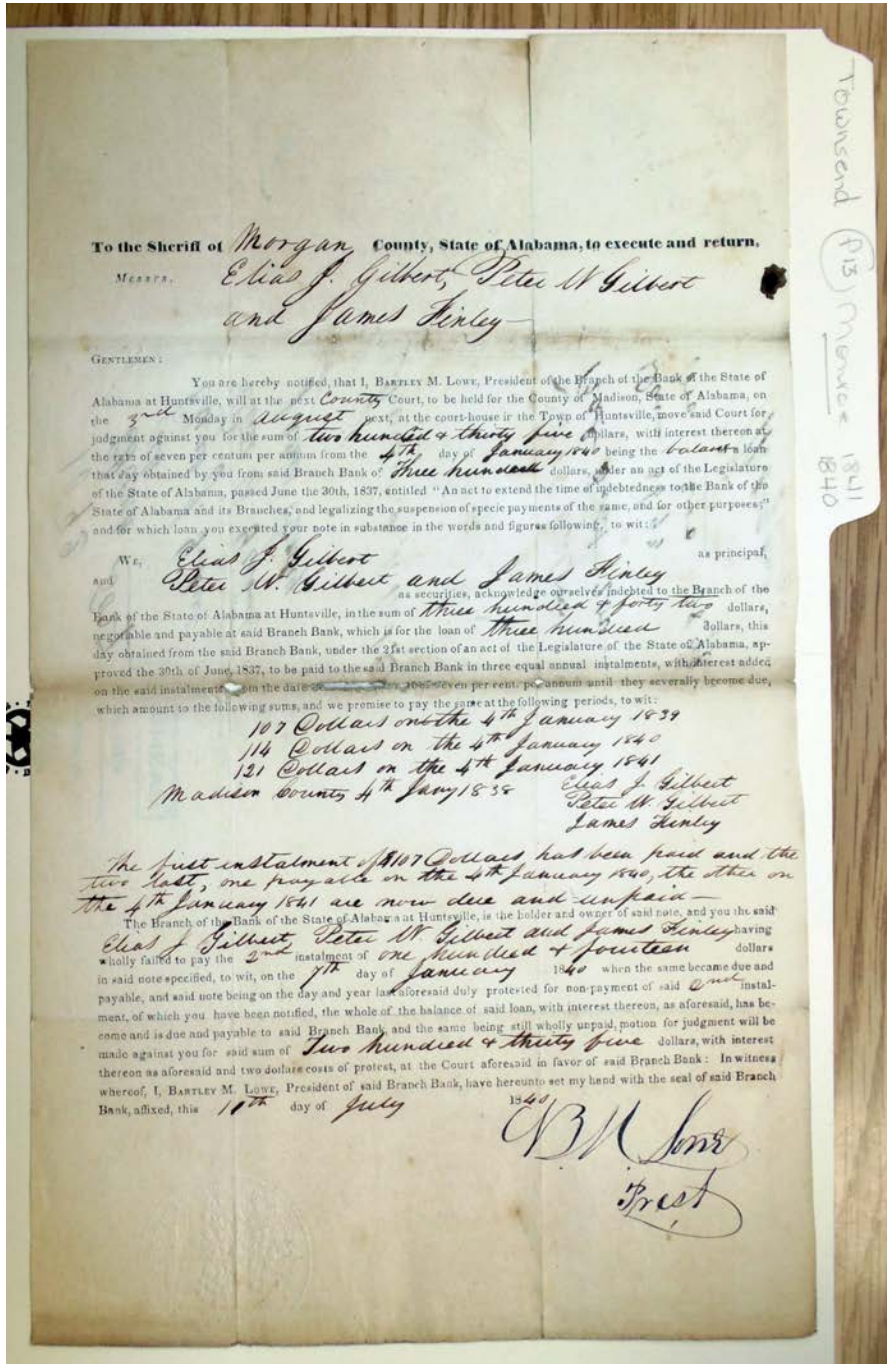 To the Sheriff of Morgan County, State of Alabama, to execute and return.
Messrs. Elias J. Gilbert, Peter W Gilbert
and James Finley
GENTLEMEN:
You are hereby notified, that I, BARTLEY M. LOWE, President of the Branch of the Bank of the State of
Alabama at Huntsville, will at the next County Court, to be held for the County of Madison, State of Alabama, on
the 3rd Monday in August next, at the court-house in the Town of Huntsville, move said Court for
judgment against you for the sum of two hundred & thirty five dollars, with interest thereon at
the rate of seven per centum per annum from the 4th day of January 1840 being the balance a loan
that day obtained by you from said Branch Bank of Three hundred dollars, under an act of the Legislature
of the State of Alabama, passed June the 30th, 1837, entitled "An act to extend the time of indebtedness to the Bank of the
State of Alabama and its Branches, and legalizing the suspension of specie payments of the same, and for other purposes;"
and for which loan you executed your note in substance in the words and figures following, to wit:
WE, Elias J. Gilbert as principal,
and Peter W. Gilbert and James Finley
as securities, acknowledge ourselves indebted to the Branch of the
Bank of the State of Alabama at Huntsville, in the sum of three hundred & forty two dollars,
negotiable and payable at said Branch Bank, which is for the loan of three hundred dollars, this
day obtained from the said Branch Bank, under the 21st section of an act of the Legislature of the State of Alabama, ap-
proved the 30th of June, 1837, to be paid to the said Branch Bank in three equal annual instalments, with interest added
on the said instalments from the date seven per cent. per annum until they severally become due,
which amount to the following sums, and we promise to pay the same at the following periods, to wit:
107 Dollars on the 4th January 1839
114 Dollars on the 4th January 1840
121 Dollars on the 4th January 1841
Madison County 4th Jany 1838 Elias J Gilbert
Peter W. Gilbert
James Finley
The first instalment of $107 Dollars has been paid and the
two last, one payable on the 4th January 1840, the other on
the 4th January 1841 are now due and unpaid—
The Branch of the Bank of the State of Alabama at Huntsville, is the holder and owner of said note, and you the said
Elias J Gilbert, Peter W. Gilbert and James Finley having
wholly failed to pay the 2nd instalment of one hundred & fourteen dollars
in said note specified, to wit, on the 7th day of January 1840 when the same became due and
payable, and said note being on the day and year last aforesaid duly protested for non-payment of said 2nd instal-
ment, of which you have been notified, the whole of the balance of said loan, with interest thereon, as aforesaid, has be-
come and is due and payable to said Branch Bank, and the same being still wholly unpaid, motion for judgment will be
made against you for said sum of Two hundred & thirty five dollars, with interest
thereon as aforesaid and two dollars costs of protest, at the Court aforesaid in favor of said Branch Bank: In witness
whereof, I, BARTLEY M. LOWE, President of said Branch Bank, have hereunto set my hand with the seal of said Branch
Bank, affixed, this 10th day of July 1840
B M. Lowe
Prest
Townsend P13 Monroe 1841
1840